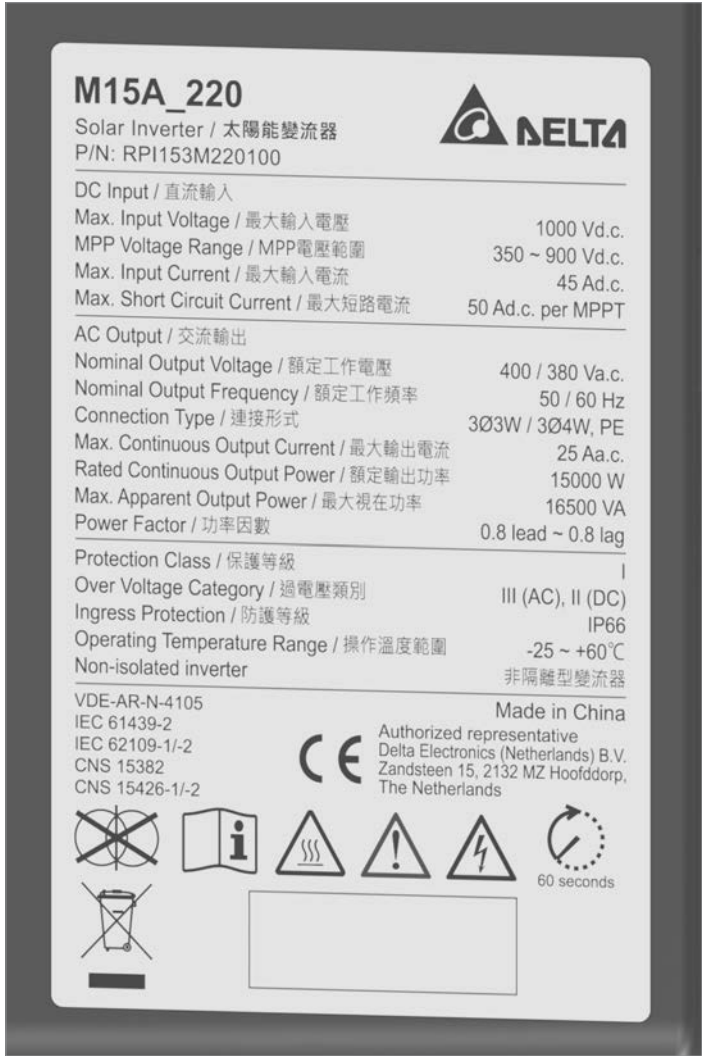 M15A_220
Solar Inverter / 太陽能變流器
P/N: RPI153M220100
DELTA
DC Input / 直流輸入
Max. Input Voltage / 最大輸入電壓 1000 Vd.c.
MPP Voltage Range / MPP電壓範圍 350 ~ 900 Vd.c.
Max. Input Current / 最大輸入電流 45 Ad.c.
Max. Short Circuit Current / 最大短路電流 50 Ad.c. per MPPT
AC Output / 交流輸出
Nominal Output Voltage / 額定工作電壓 400 / 380 Va.c.
Nominal Output Frequency / 額定工作頻率 50 / 60 Hz
Connection Type / 連接形式 3Ø3W / 3Ø4W, PE
Max. Continuous Output Current / 最大輸出電流 25 Aa.c.
Rated Continuous Output Power / 額定輸出功率 15000 W
Max. Apparent Output Power / 最大視在功率 16500 VA
Power Factor / 功率因數 0.8 lead ~ 0.8 lag
Protection Class / 保護等級 I
Over Voltage Category / 過電壓類別 III (AC), II (DC)
Ingress Protection / 防護等級 IP66
Operating Temperature Range / 操作溫度範圍 -25 ~ +60℃
Non-isolated inverter 非隔離型變流器
VDE-AR-N-4105
IEC 61439-2
IEC 62109-1/-2
CNS 15382
CNS 15426-1/-2
CE
Made in China
Authorized representative
Delta Electronics (Netherlands) B.V.
Zandsteen 15, 2132 MZ Hoofddorp,
The Netherlands
60 seconds